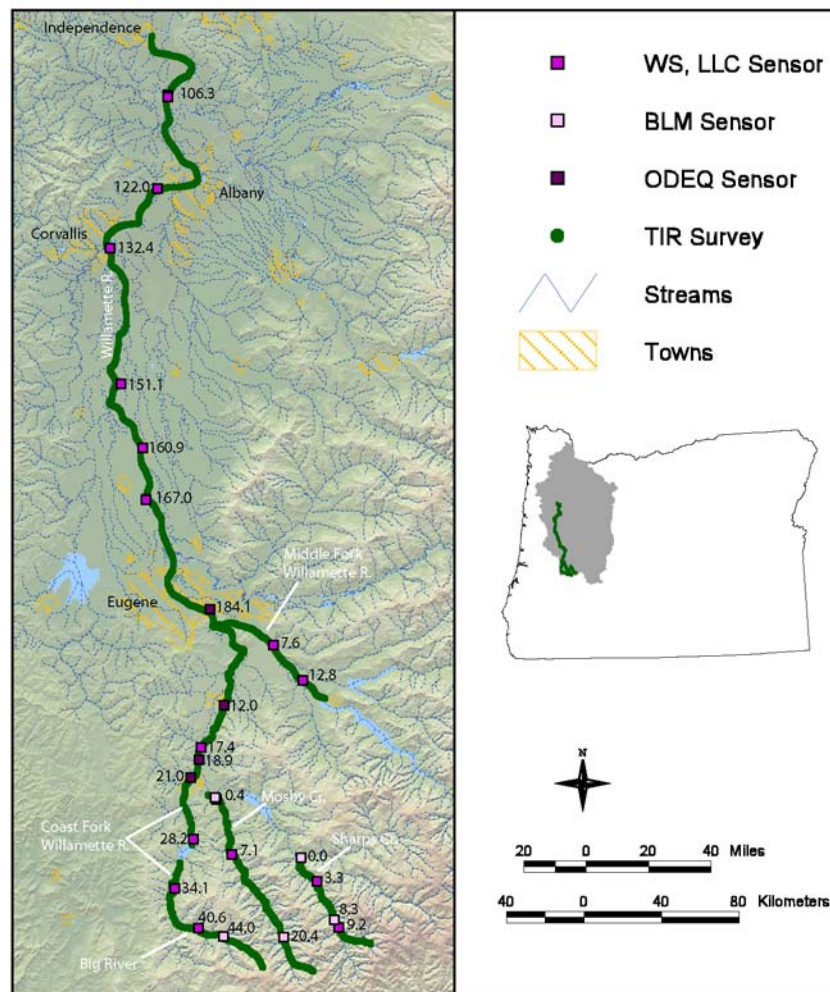 Independence
106.3
122.0
Albany
Corvallis
132.4
Willamette R.
151.1
160.9
167.0
Middle Fork
Willamette R.
Eugene
184.1
7.6
12.8
12.0
17.4
18.9
21.0
0.4
Mosby Cr.
Coast Fork
Willamette R.
28.2
7.1
Sharps Cr.
0.0
3.3
34.1
8.3
9.2
40.6
44.0
20.4
Big River
WS, LLC Sensor
BLM Sensor
ODEQ Sensor
TIR Survey
Streams
Towns
N
20 0 20 40 Miles
40 0 40 80 Kilometers